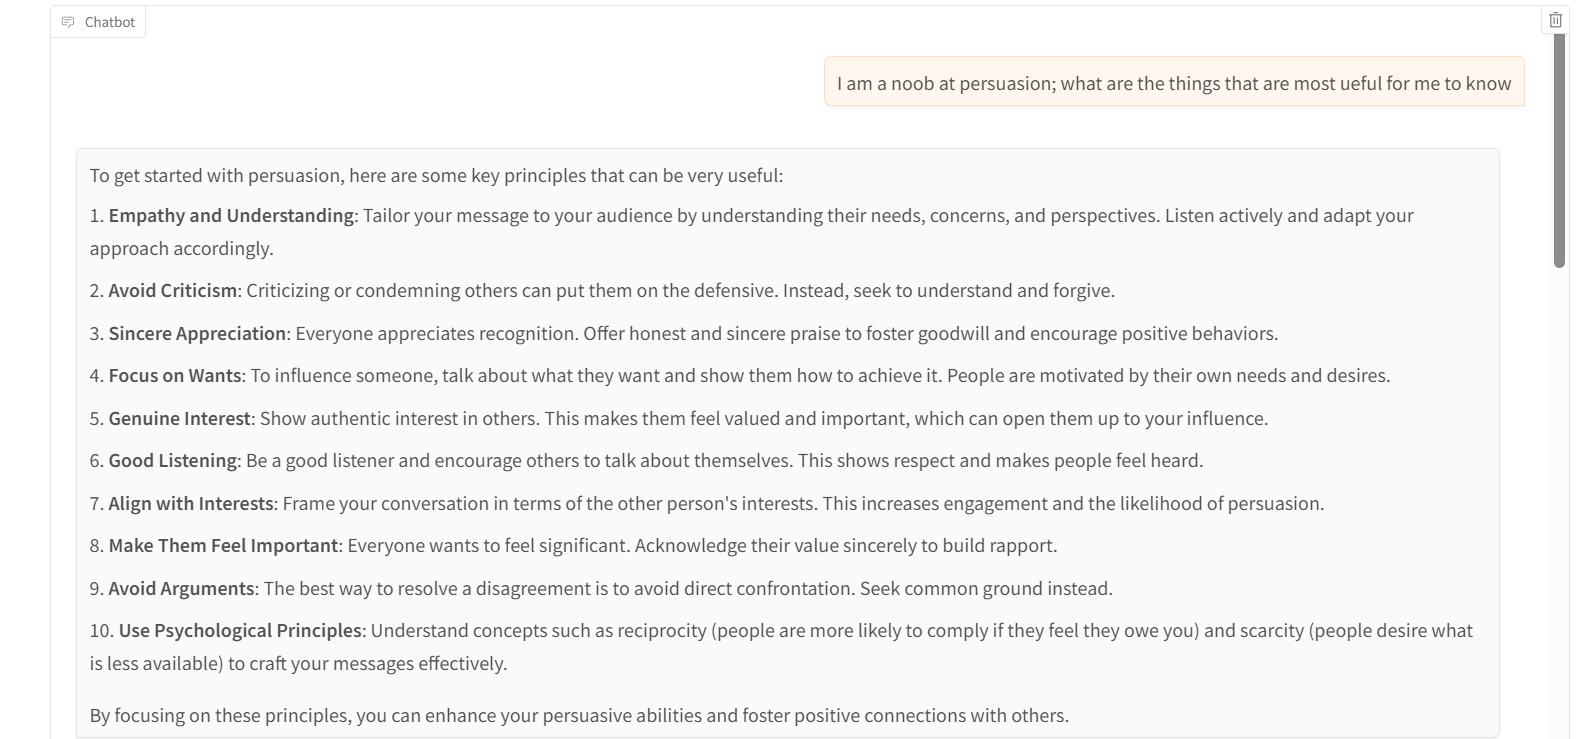 Chatbot
I am a noob at persuasion; what are the things that are most ueful for me to know
To get started with persuasion, here are some key principles that can be very useful:
1. Empathy and Understanding: Tailor your message to your audience by understanding their needs, concerns, and perspectives. Listen actively and adapt your
approach accordingly.
2. Avoid Criticism: Criticizing or condemning others can put them on the defensive. Instead, seek to understand and forgive.
3. Sincere Appreciation: Everyone appreciates recognition. Offer honest and sincere praise to foster goodwill and encourage positive behaviors.
4. Focus on Wants: To influence someone, talk about what they want and show them how to achieve it. People are motivated by their own needs and desires.
5. Genuine Interest: Show authentic interest in others. This makes them feel valued and important, which can open them up to your influence.
6. Good Listening: Be a good listener and encourage others to talk about themselves. This shows respect and makes people feel heard.
7. Align with Interests: Frame your conversation in terms of the other person's interests. This increases engagement and the likelihood of persuasion.
8. Make Them Feel Important: Everyone wants to feel significant. Acknowledge their value sincerely to build rapport.
9. Avoid Arguments: The best way to resolve a disagreement is to avoid direct confrontation. Seek common ground instead.
10. Use Psychological Principles: Understand concepts such as reciprocity (people are more likely to comply if they feel they owe you) and scarcity (people desire what
is less available) to craft your messages effectively.
By focusing on these principles, you can enhance your persuasive abilities and foster positive connections with others.